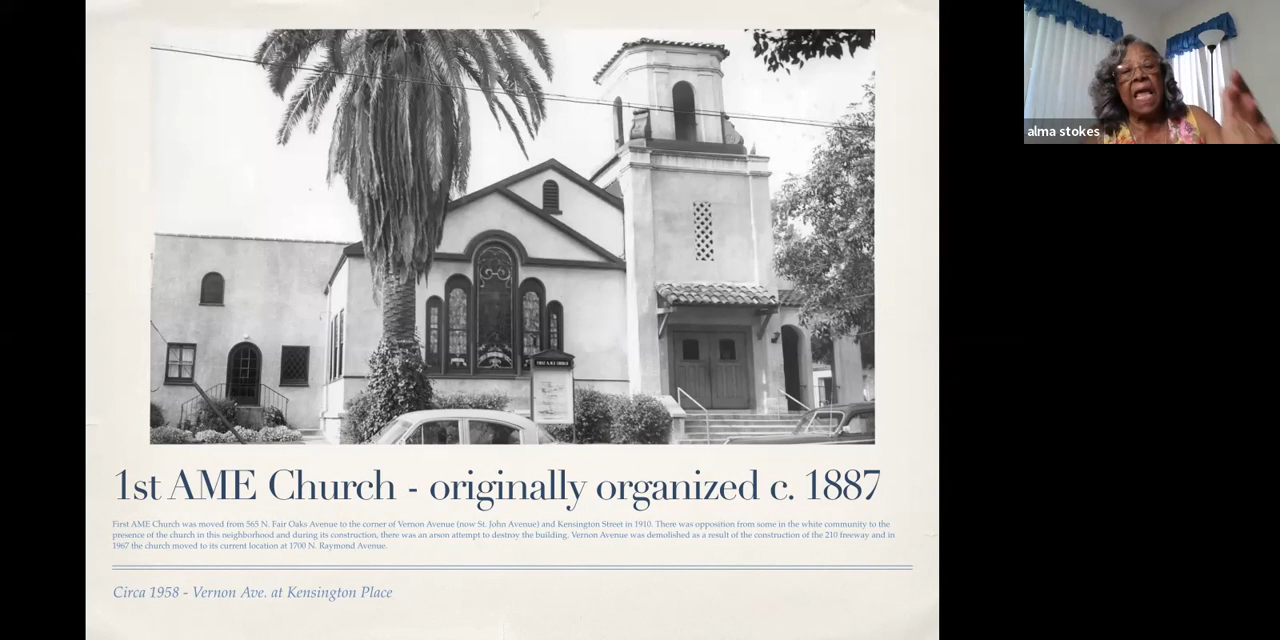 alma stokes
FIRST A.M.E. CHURCH
1st AME Church - originally organized c. 1887
First AME Church was moved from 565 N. Fair Oaks Avenue to the corner of Vernon Avenue (now St. John Avenue) and Kensington Street in 1910. There was opposition from some in the white community to the
presence of the church in this neighborhood and during its construction, there was an arson attempt to destroy the building. Vernon Avenue was demolished as a result of the construction of the 210 freeway and in
1967 the church moved to its current location at 1700 N. Raymond Avenue.
Circa 1958 - Vernon Ave. at Kensington Place